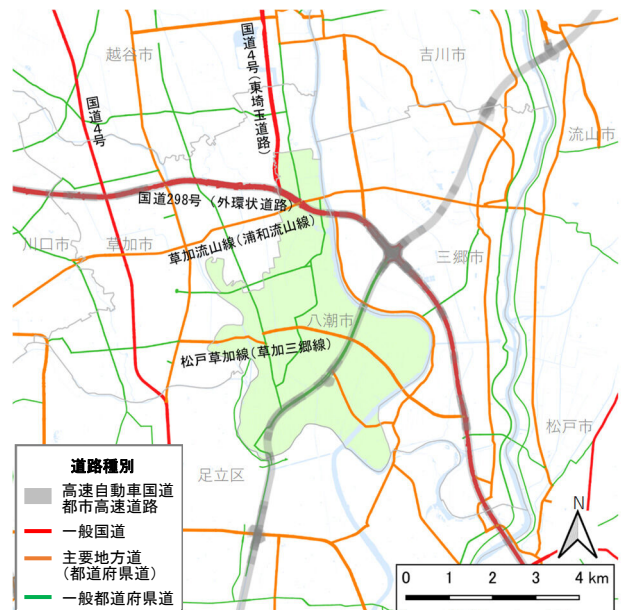 越谷市
吉川市
国道4号(東埼玉道路)
国道4号
流山市
国道298号 (外環状道路)
川口市
草加市
草加流山線(浦和流山線)
三郷市
八潮市
松戸草加線(草加三郷線)
松戸市
足立区
道路種別
高速自動車国道
都市高速道路
一般国道
主要地方道
(都道府県道)
一般都道府県道
N
0 1 2 3 4 km